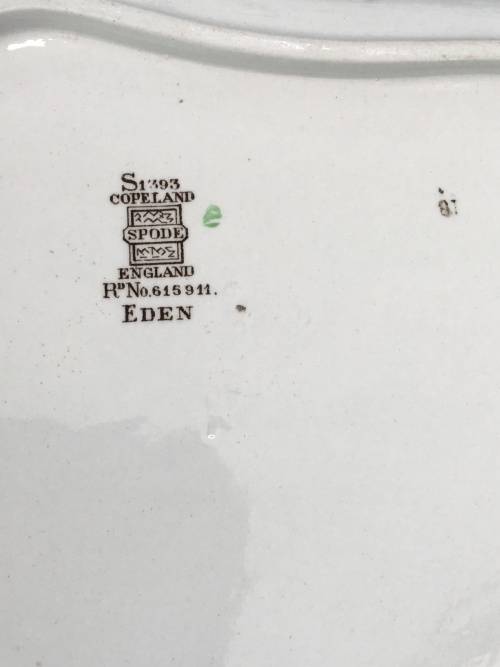 S1393
COPELAND
SPODE
ENGLAND
RD No. 615911.
EDEN